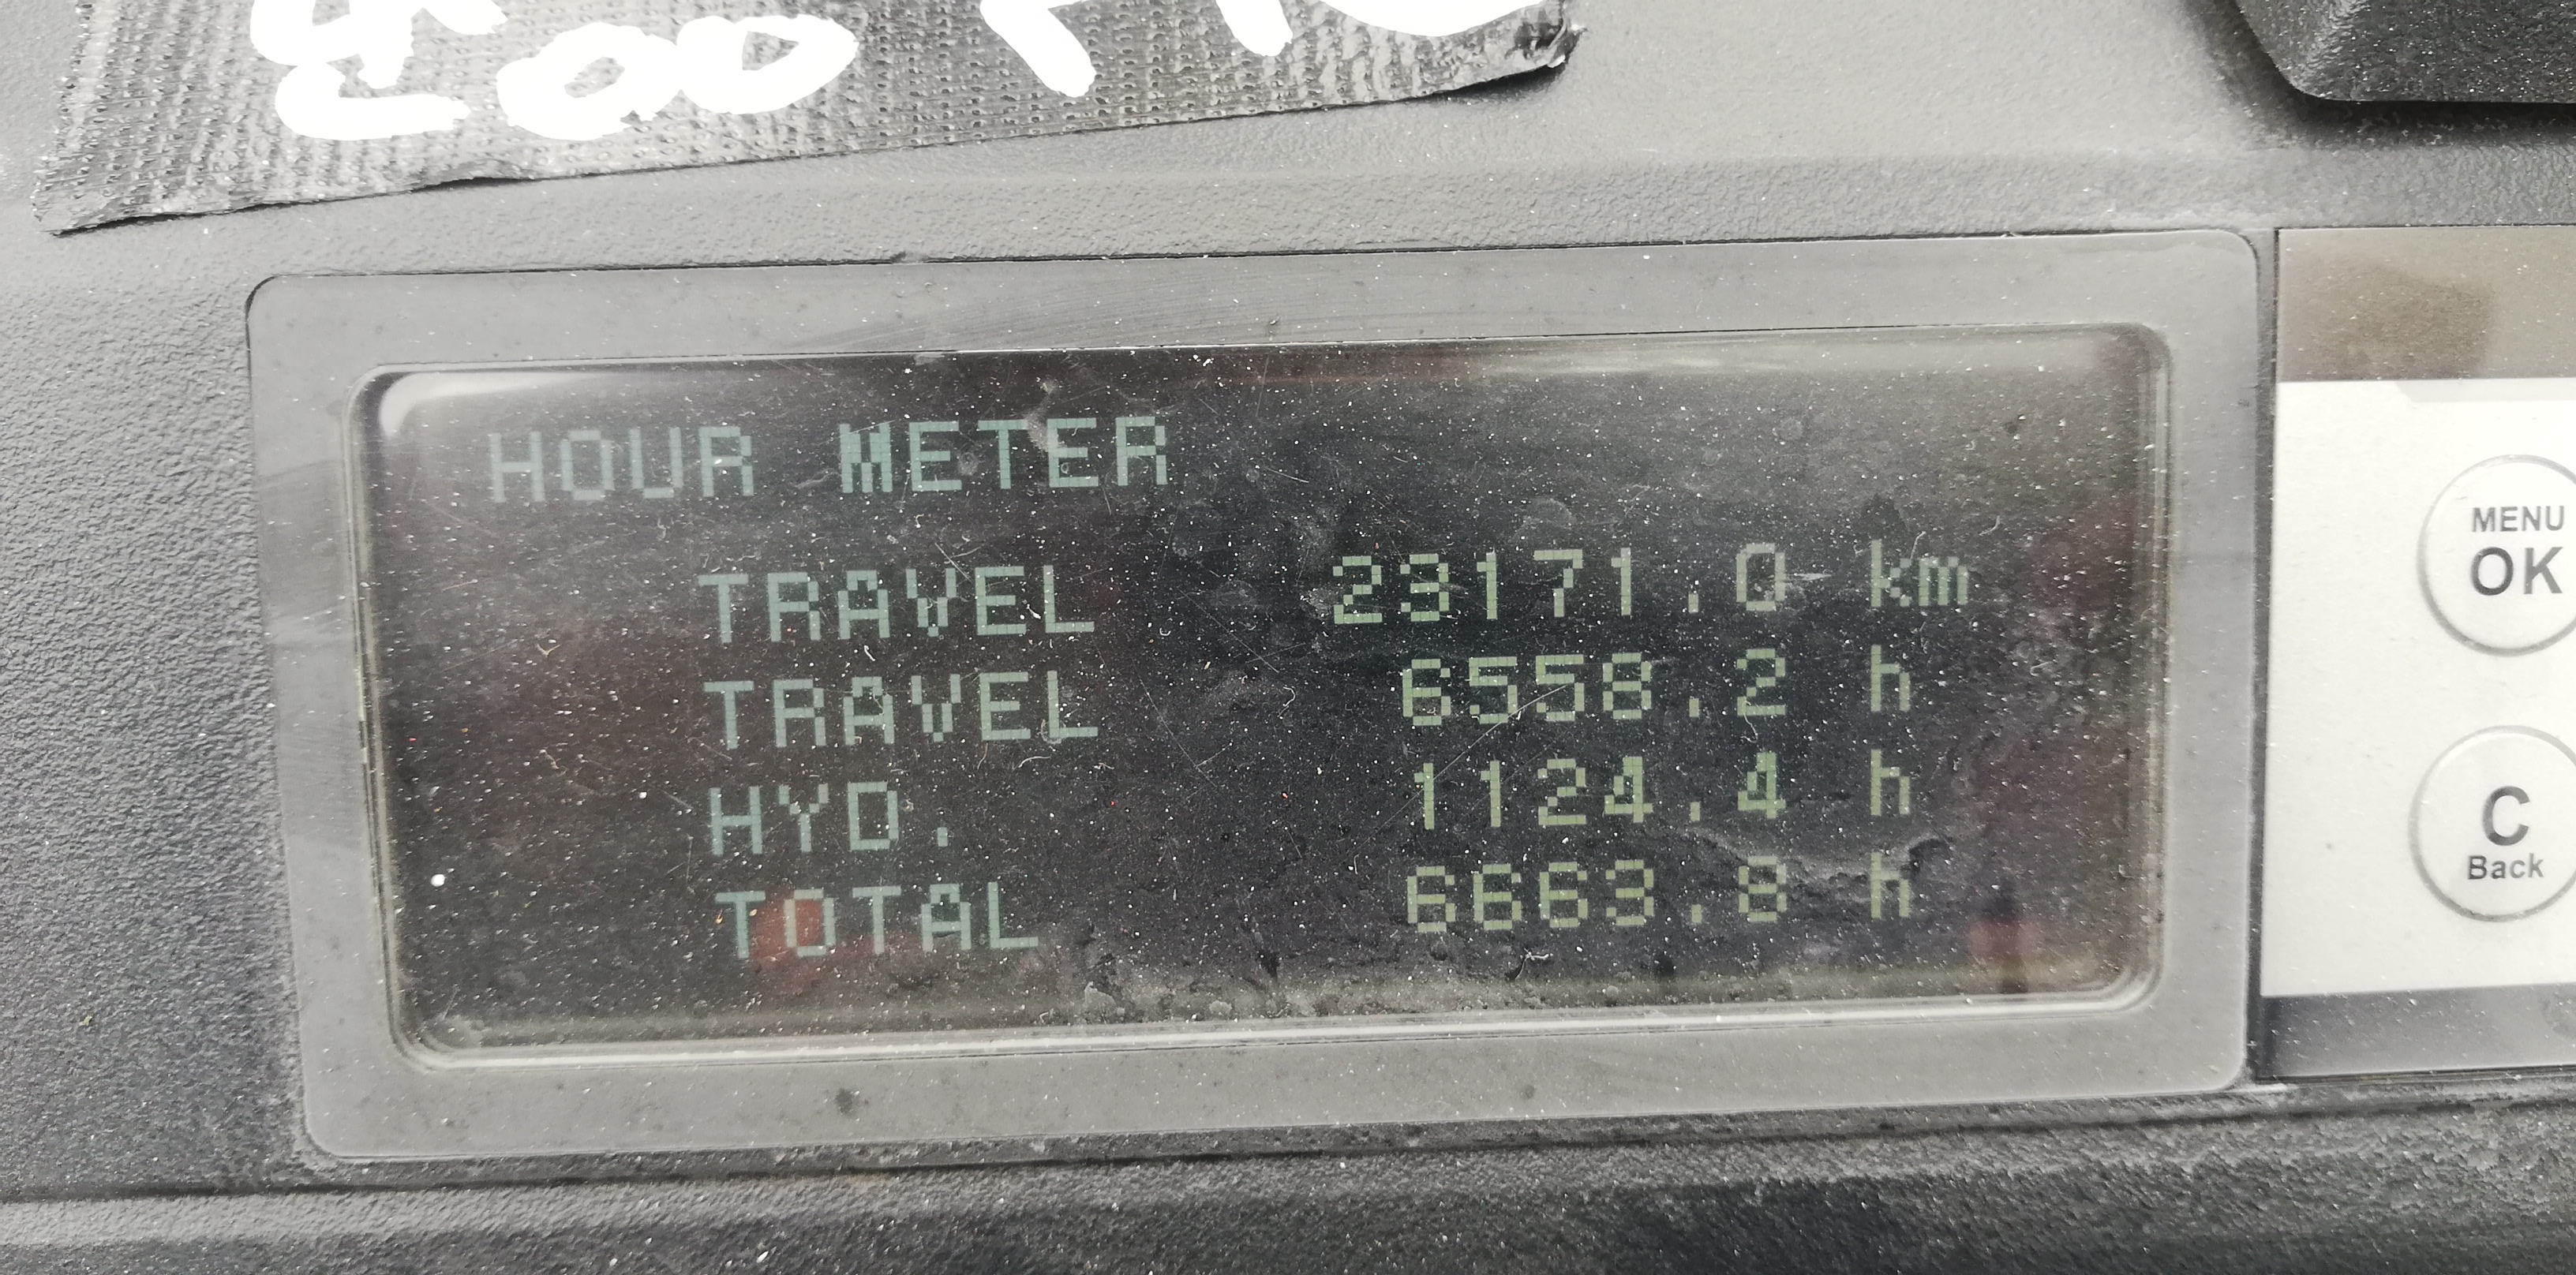 HOUR METER
TRAVEL 23171.0 km
TRAVEL 6558.2 h
HYD. 1124.4 h
TOTAL 6663.8 h
MENU
OK
C
Back